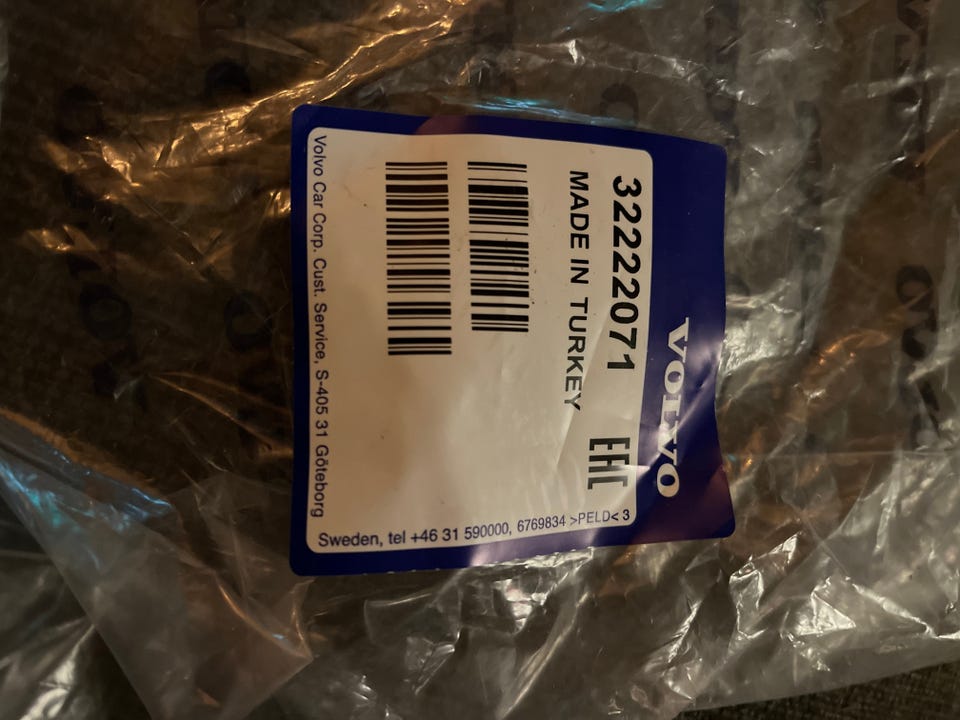 VOLVO
32222071
MADE IN TURKEY
EAC
Volvo Car Corp. Cust. Service, S-405 31 Göteborg
Sweden, tel +46 31 590000, 6769834 >PELD< 3